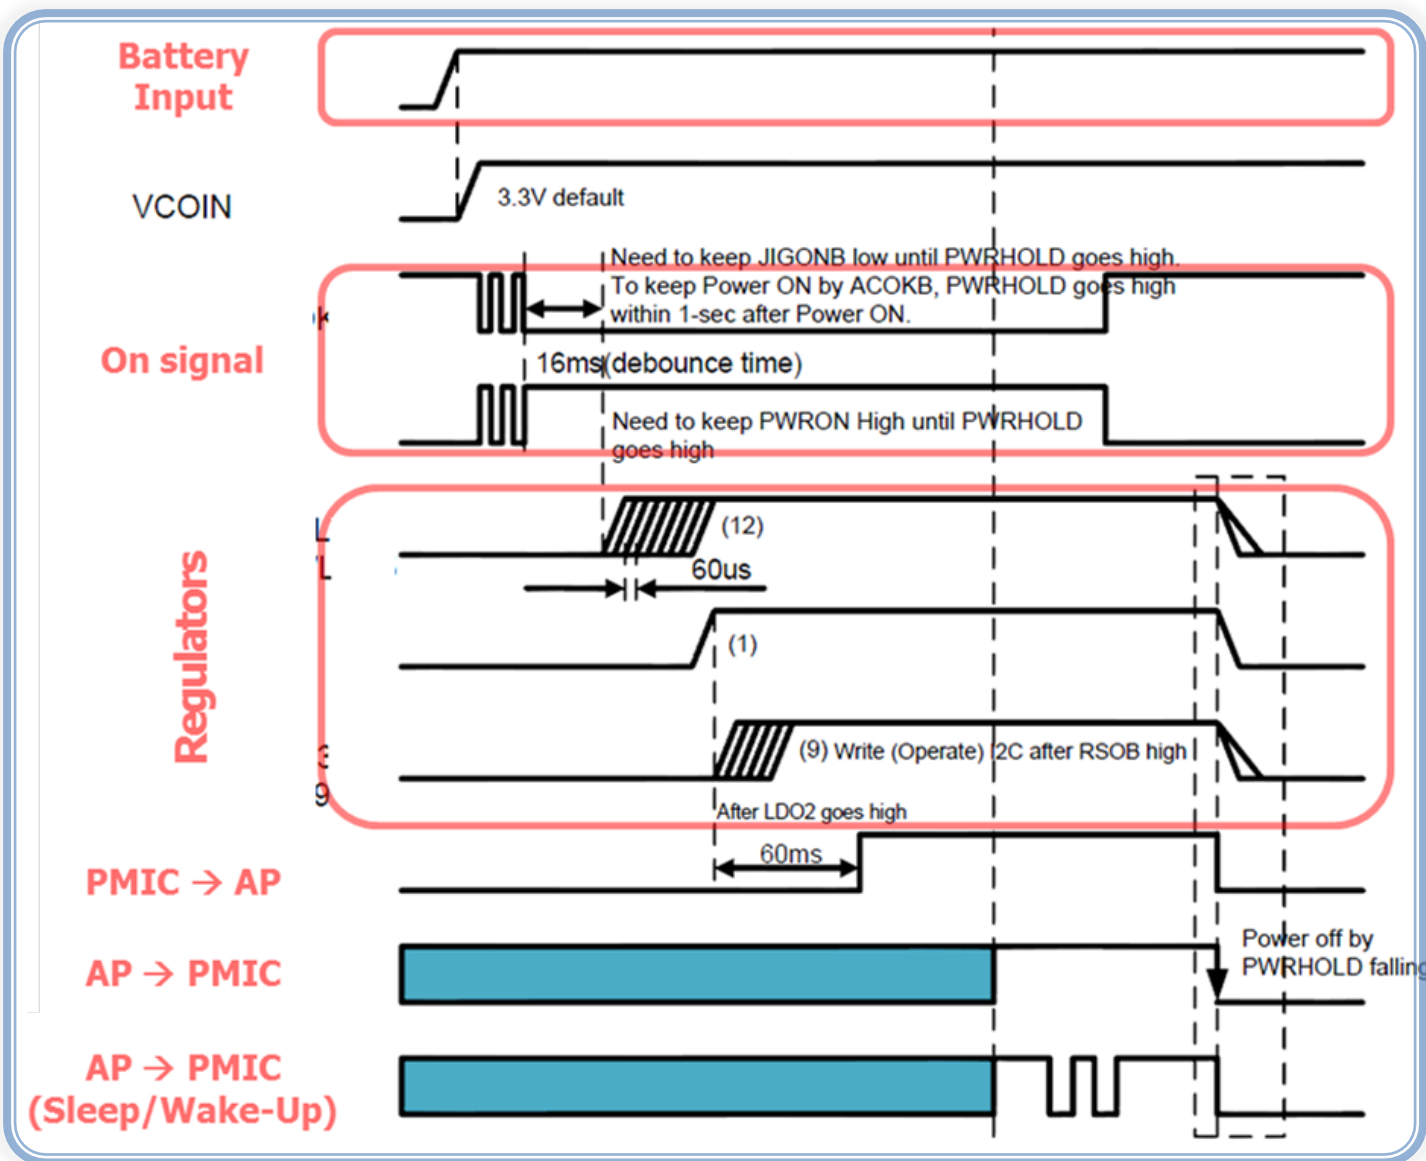 Battery
Input
VCOIN
3.3V default
Need to keep JIGONB low until PWRHOLD goes high.
To keep Power ON by ACOKB, PWRHOLD goes high
within 1-sec after Power ON.
On signal
16ms(debounce time)
Need to keep PWRON High until PWRHOLD
goes high
Regulators
L
L
(12)
60us
(1)
(9) Write (Operate) I2C after RSOB high
9
After LDO2 goes high
60ms
PMIC → AP
AP → PMIC
Power off by
PWRHOLD falling
AP → PMIC
(Sleep/Wake-Up)